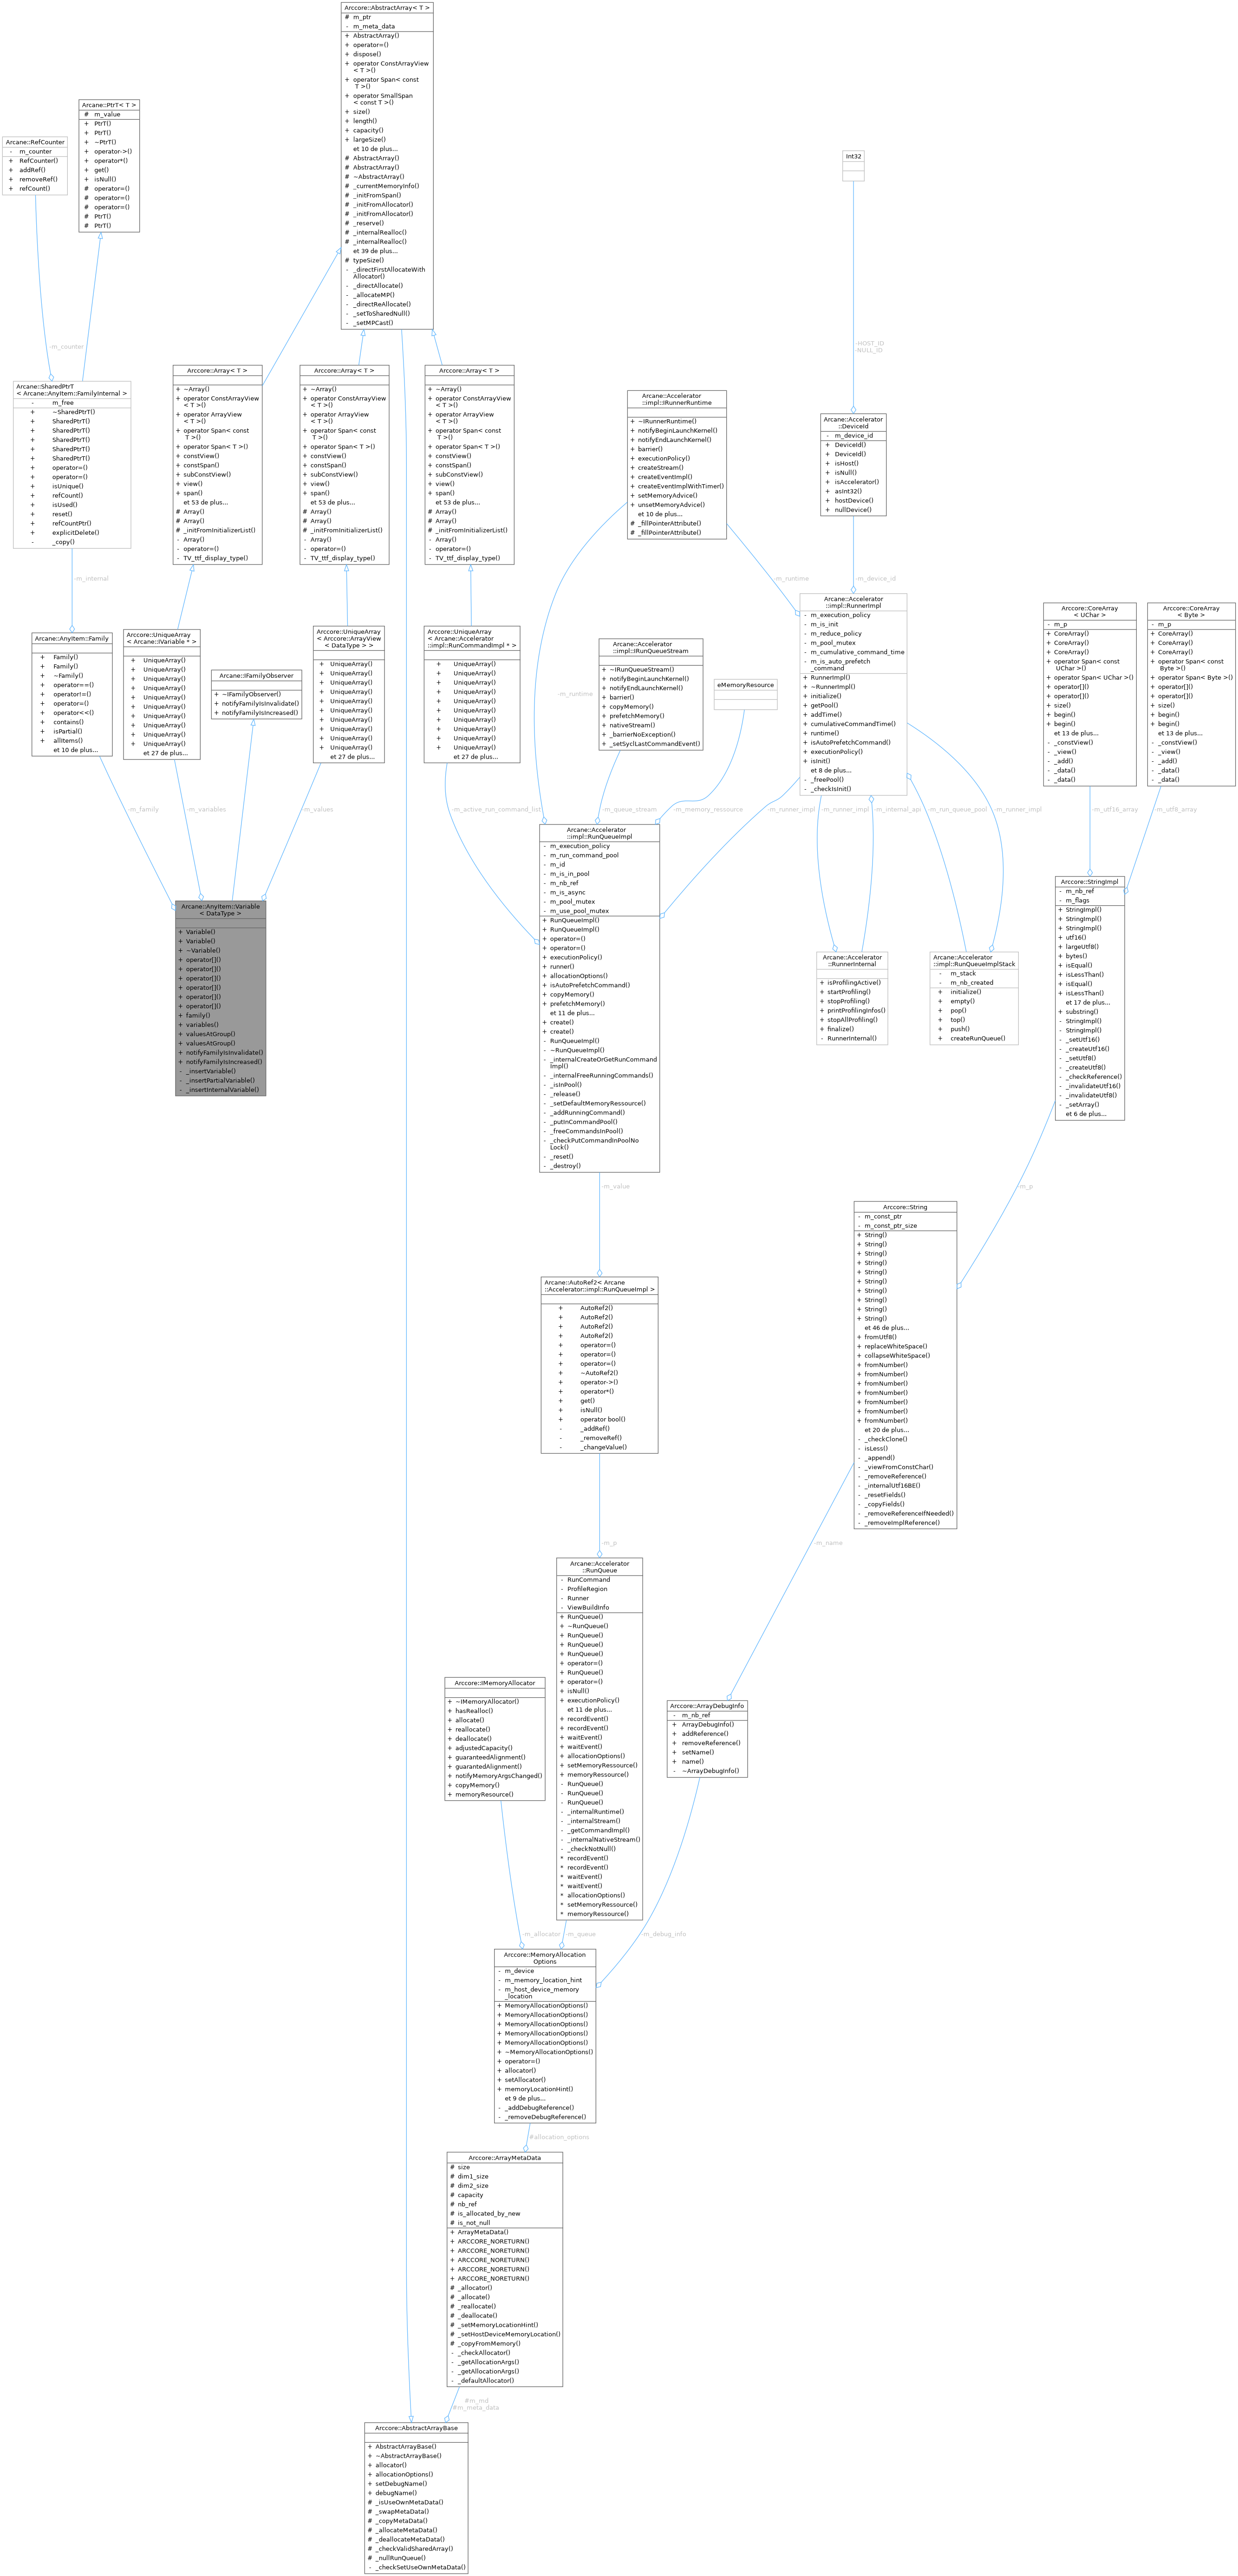 Arccore::AbstractArray< T >
# m_ptr
- m_meta_data
+ AbstractArray()
+ operator=()
+ dispose()
+ operator ConstArrayView
< T >()
+ operator Span< const
T >()
+ operator SmallSpan
< const T >()
+ size()
+ length()
+ capacity()
+ largeSize()
et 10 de plus...
# AbstractArray()
# AbstractArray()
# ~AbstractArray()
# _currentMemoryInfo()
# _initFromSpan()
# _initFromAllocator()
# _initFromAllocator()
# _reserve()
# _internalRealloc()
# _internalRealloc()
et 39 de plus...
# typeSize()
- _directFirstAllocateWith
Allocator()
- _directAllocate()
- _allocateMP()
- _directReAllocate()
- _setToSharedNull()
- _setMPCast()
Arcane::PtrT< T >
# m_value
+ PtrT()
+ PtrT()
+ ~PtrT()
+ operator->()
+ operator*()
+ get()
+ isNull()
# operator=()
# operator=()
# operator=()
# PtrT()
# PtrT()
Arcane::RefCounter
- m_counter
+ RefCounter()
+ addRef()
+ removeRef()
+ refCount()
Int32
-m_counter
-HOST_ID
-NULL_ID
Arcane::SharedPtrT
< Arcane::AnyItem::FamilyInternal >
- m_free
+ ~SharedPtrT()
+ SharedPtrT()
+ SharedPtrT()
+ SharedPtrT()
+ SharedPtrT()
+ SharedPtrT()
+ operator=()
+ operator=()
+ isUnique()
+ refCount()
+ isUsed()
+ reset()
+ refCountPtr()
+ explicitDelete()
- _copy()
Arccore::Array< T >
+ ~Array()
+ operator ConstArrayView
< T >()
+ operator ArrayView
< T >()
+ operator Span< const
T >()
+ operator Span< T >()
+ constView()
+ constSpan()
+ subConstView()
+ view()
+ span()
et 53 de plus...
# Array()
# Array()
# _initFromInitializerList()
- Array()
- operator=()
- TV_ttf_display_type()
Arccore::Array< T >
+ ~Array()
+ operator ConstArrayView
< T >()
+ operator ArrayView
< T >()
+ operator Span< const
T >()
+ operator Span< T >()
+ constView()
+ constSpan()
+ subConstView()
+ view()
+ span()
et 53 de plus...
# Array()
# Array()
# _initFromInitializerList()
- Array()
- operator=()
- TV_ttf_display_type()
Arccore::Array< T >
+ ~Array()
+ operator ConstArrayView
< T >()
+ operator ArrayView
< T >()
+ operator Span< const
T >()
+ operator Span< T >()
+ constView()
+ constSpan()
+ subConstView()
+ view()
+ span()
et 53 de plus...
# Array()
# Array()
# _initFromInitializerList()
- Array()
- operator=()
- TV_ttf_display_type()
Arcane::Accelerator
::impl::IRunnerRuntime
+ ~IRunnerRuntime()
+ notifyBeginLaunchKernel()
+ notifyEndLaunchKernel()
+ barrier()
+ executionPolicy()
+ createStream()
+ createEventImpl()
+ createEventImplWithTimer()
+ setMemoryAdvice()
+ unsetMemoryAdvice()
et 10 de plus...
# _fillPointerAttribute()
# _fillPointerAttribute()
Arcane::Accelerator
::DeviceId
- m_device_id
+ DeviceId()
+ DeviceId()
+ isHost()
+ isNull()
+ isAccelerator()
+ asInt32()
+ hostDevice()
+ nullDevice()
-m_internal
-m_runtime
-m_device_id
Arcane::AnyItem::Family
+ Family()
+ Family()
+ ~Family()
+ operator==()
+ operator!=()
+ operator=()
+ operator<<()
+ contains()
+ isPartial()
+ allItems()
et 10 de plus...
Arccore::UniqueArray
< Arcane::IVariable * >
+ UniqueArray()
+ UniqueArray()
+ UniqueArray()
+ UniqueArray()
+ UniqueArray()
+ UniqueArray()
+ UniqueArray()
+ UniqueArray()
+ UniqueArray()
+ UniqueArray()
et 27 de plus...
Arcane::IFamilyObserver
+ ~IFamilyObserver()
+ notifyFamilyIsInvalidate()
+ notifyFamilyIsIncreased()
Arccore::UniqueArray
< Arccore::ArrayView
< DataType > >
+ UniqueArray()
+ UniqueArray()
+ UniqueArray()
+ UniqueArray()
+ UniqueArray()
+ UniqueArray()
+ UniqueArray()
+ UniqueArray()
+ UniqueArray()
+ UniqueArray()
et 27 de plus...
Arccore::UniqueArray
< Arcane::Accelerator
::impl::RunCommandImpl * >
+ UniqueArray()
+ UniqueArray()
+ UniqueArray()
+ UniqueArray()
+ UniqueArray()
+ UniqueArray()
+ UniqueArray()
+ UniqueArray()
+ UniqueArray()
+ UniqueArray()
et 27 de plus...
-m_runtime
Arcane::Accelerator
::impl::IRunQueueStream
+ ~IRunQueueStream()
+ notifyBeginLaunchKernel()
+ notifyEndLaunchKernel()
+ barrier()
+ copyMemory()
+ prefetchMemory()
+ nativeStream()
+ _barrierNoException()
+ _setSyclLastCommandEvent()
eMemoryResource
Arcane::Accelerator
::impl::RunnerImpl
- m_execution_policy
- m_is_init
- m_reduce_policy
- m_pool_mutex
- m_cumulative_command_time
- m_is_auto_prefetch
_command
+ RunnerImpl()
+ ~RunnerImpl()
+ initialize()
+ getPool()
+ addTime()
+ cumulativeCommandTime()
+ runtime()
+ isAutoPrefetchCommand()
+ executionPolicy()
+ isInit()
et 8 de plus...
- _freePool()
- _checkIsInit()
Arccore::CoreArray
< UChar >
- m_p
+ CoreArray()
+ CoreArray()
+ CoreArray()
+ operator Span< const
UChar >()
+ operator Span< UChar >()
+ operator[]()
+ operator[]()
+ size()
+ begin()
+ begin()
et 13 de plus...
- _constView()
- _view()
- _add()
- _data()
- _data()
Arccore::CoreArray
< Byte >
- m_p
+ CoreArray()
+ CoreArray()
+ CoreArray()
+ operator Span< const
Byte >()
+ operator Span< Byte >()
+ operator[]()
+ operator[]()
+ size()
+ begin()
+ begin()
et 13 de plus...
- _constView()
- _view()
- _add()
- _data()
- _data()
-m_family
-m_variables
-m_values
-m_active_run_command_list
-m_queue_stream
-m_memory_ressource
-m_runner_impl
-m_runner_impl
-m_internal_api
-m_run_queue_pool
-m_runner_impl
-m_utf16_array
-m_utf8_array
Arcane::AnyItem::Variable
< DataType >
+ Variable()
+ Variable()
+ ~Variable()
+ operator[]()
+ operator[]()
+ operator[]()
+ operator[]()
+ operator[]()
+ operator[]()
+ family()
+ variables()
+ valuesAtGroup()
+ valuesAtGroup()
+ notifyFamilyIsInvalidate()
+ notifyFamilyIsIncreased()
- _insertVariable()
- _insertPartialVariable()
- _insertInternalVariable()
Arcane::Accelerator
::impl::RunQueueImpl
- m_execution_policy
- m_run_command_pool
- m_id
- m_is_in_pool
- m_nb_ref
- m_is_async
- m_pool_mutex
- m_use_pool_mutex
+ RunQueueImpl()
+ RunQueueImpl()
+ operator=()
+ operator=()
+ executionPolicy()
+ runner()
+ allocationOptions()
+ isAutoPrefetchCommand()
+ copyMemory()
+ prefetchMemory()
et 11 de plus...
+ create()
+ create()
- RunQueueImpl()
- ~RunQueueImpl()
- _internalCreateOrGetRunCommand
Impl()
- _internalFreeRunningCommands()
- _isInPool()
- _release()
- _setDefaultMemoryRessource()
- _addRunningCommand()
- _putInCommandPool()
- _freeCommandsInPool()
- _checkPutCommandInPoolNo
Lock()
- _reset()
- _destroy()
Arcane::Accelerator
::RunnerInternal
+ isProfilingActive()
+ startProfiling()
+ stopProfiling()
+ printProfilingInfos()
+ stopAllProfiling()
+ finalize()
- RunnerInternal()
Arcane::Accelerator
::impl::RunQueueImplStack
- m_stack
- m_nb_created
+ initialize()
+ empty()
+ pop()
+ top()
+ push()
+ createRunQueue()
Arccore::StringImpl
- m_nb_ref
- m_flags
+ StringImpl()
+ StringImpl()
+ StringImpl()
+ utf16()
+ largeUtf8()
+ bytes()
+ isEqual()
+ isLessThan()
+ isEqual()
+ isLessThan()
et 17 de plus...
+ substring()
- StringImpl()
- StringImpl()
- _setUtf16()
- _createUtf16()
- _setUtf8()
- _createUtf8()
- _checkReference()
- _invalidateUtf16()
- _invalidateUtf8()
- _setArray()
et 6 de plus...
-m_value
-m_p
Arccore::String
- m_const_ptr
- m_const_ptr_size
+ String()
+ String()
+ String()
+ String()
+ String()
+ String()
+ String()
+ String()
+ String()
+ String()
et 46 de plus...
+ fromUtf8()
+ replaceWhiteSpace()
+ collapseWhiteSpace()
+ fromNumber()
+ fromNumber()
+ fromNumber()
+ fromNumber()
+ fromNumber()
+ fromNumber()
+ fromNumber()
et 20 de plus...
- _checkClone()
- isLess()
- _append()
- _viewFromConstChar()
- _removeReference()
- _internalUtf16BE()
- _resetFields()
- _copyFields()
- _removeReferenceIfNeeded()
- _removeImplReference()
Arcane::AutoRef2< Arcane
::Accelerator::impl::RunQueueImpl >
+ AutoRef2()
+ AutoRef2()
+ AutoRef2()
+ AutoRef2()
+ operator=()
+ operator=()
+ operator=()
+ ~AutoRef2()
+ operator->()
+ operator*()
+ get()
+ isNull()
+ operator bool()
- _addRef()
- _removeRef()
- _changeValue()
-m_p
-m_name
Arcane::Accelerator
::RunQueue
- RunCommand
- ProfileRegion
- Runner
- ViewBuildInfo
+ RunQueue()
+ ~RunQueue()
+ RunQueue()
+ RunQueue()
+ RunQueue()
+ operator=()
+ RunQueue()
+ operator=()
+ isNull()
+ executionPolicy()
et 11 de plus...
+ recordEvent()
+ recordEvent()
+ waitEvent()
+ waitEvent()
+ allocationOptions()
+ setMemoryRessource()
+ memoryRessource()
- RunQueue()
- RunQueue()
- RunQueue()
- _internalRuntime()
- _internalStream()
- _getCommandImpl()
- _internalNativeStream()
- _checkNotNull()
* recordEvent()
* recordEvent()
* waitEvent()
* waitEvent()
* allocationOptions()
* setMemoryRessource()
* memoryRessource()
Arccore::IMemoryAllocator
+ ~IMemoryAllocator()
+ hasRealloc()
+ allocate()
+ reallocate()
+ deallocate()
+ adjustedCapacity()
+ guaranteedAlignment()
+ guarantedAlignment()
+ notifyMemoryArgsChanged()
+ copyMemory()
+ memoryResource()
Arccore::ArrayDebugInfo
- m_nb_ref
+ ArrayDebugInfo()
+ addReference()
+ removeReference()
+ setName()
+ name()
- ~ArrayDebugInfo()
-m_allocator
-m_queue
-m_debug_info
Arccore::MemoryAllocation
Options
- m_device
- m_memory_location_hint
- m_host_device_memory
_location
+ MemoryAllocationOptions()
+ MemoryAllocationOptions()
+ MemoryAllocationOptions()
+ MemoryAllocationOptions()
+ MemoryAllocationOptions()
+ ~MemoryAllocationOptions()
+ operator=()
+ allocator()
+ setAllocator()
+ memoryLocationHint()
et 9 de plus...
- _addDebugReference()
- _removeDebugReference()
#allocation_options
Arccore::ArrayMetaData
# size
# dim1_size
# dim2_size
# capacity
# nb_ref
# is_allocated_by_new
# is_not_null
+ ArrayMetaData()
+ ARCCORE_NORETURN()
+ ARCCORE_NORETURN()
+ ARCCORE_NORETURN()
+ ARCCORE_NORETURN()
+ ARCCORE_NORETURN()
# _allocator()
# _allocate()
# _reallocate()
# _deallocate()
# _setMemoryLocationHint()
# _setHostDeviceMemoryLocation()
# _copyFromMemory()
- _checkAllocator()
- _getAllocationArgs()
- _getAllocationArgs()
- _defaultAllocator()
#m_md
#m_meta_data
Arccore::AbstractArrayBase
+ AbstractArrayBase()
+ ~AbstractArrayBase()
+ allocator()
+ allocationOptions()
+ setDebugName()
+ debugName()
# _isUseOwnMetaData()
# _swapMetaData()
# _copyMetaData()
# _allocateMetaData()
# _deallocateMetaData()
# _checkValidSharedArray()
# _nullRunQueue()
- _checkSetUseOwnMetaData()